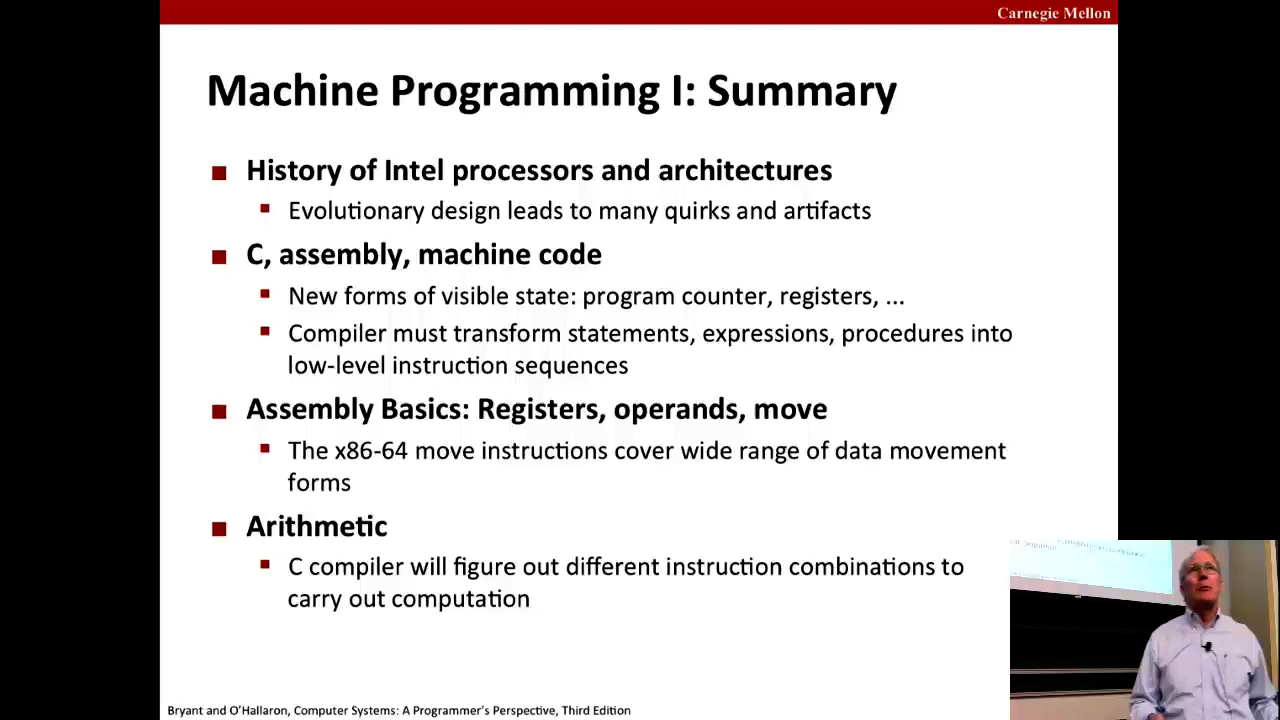 Carnegie Mellon
Machine Programming I: Summary
History of Intel processors and architectures
Evolutionary design leads to many quirks and artifacts
C, assembly, machine code
New forms of visible state: program counter, registers, ...
Compiler must transform statements, expressions, procedures into
low-level instruction sequences
Assembly Basics: Registers, operands, move
The x86-64 move instructions cover wide range of data movement
forms
Arithmetic
C compiler will figure out different instruction combinations to
carry out computation
Bryant and O'Hallaron, Computer Systems: A Programmer's Perspective, Third Edition